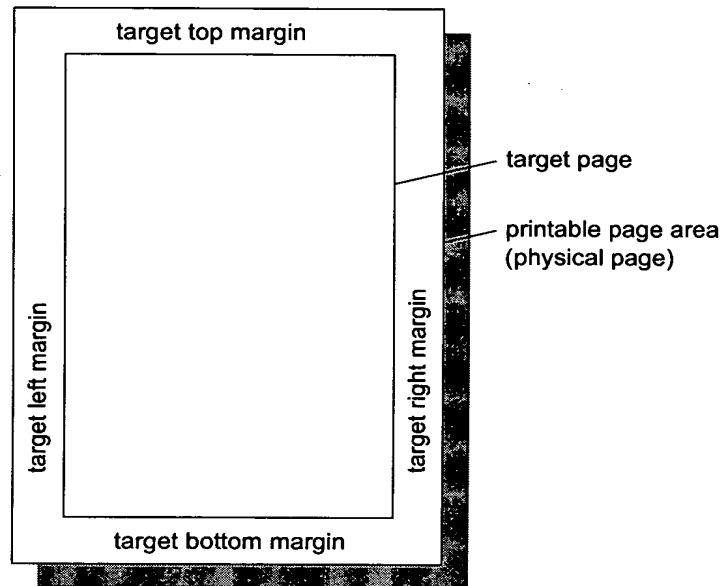 target top margin
target page
printable page area
(physical page)
target left margin
target right margin
target bottom margin